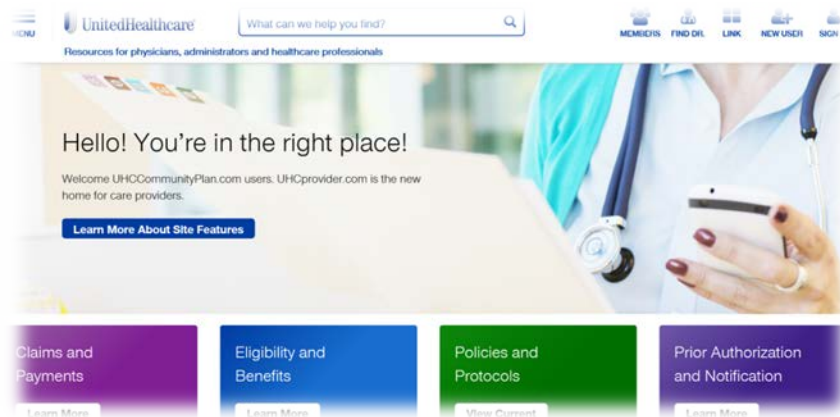 UnitedHealthcare
What can we help you find?
MENU
MEMBERS
FIND DR.
LINK
NEW USER
SIGN
Resources for physicians, administrators and healthcare professionals
Hello! You're in the right place!
Welcome UHCCommunityPlan.com users. UHCprovider.com is the new
home for care providers.
Learn More About Site Features
Claims and
Payments
Learn More
Eligibility and
Benefits
Learn More
Policies and
Protocols
View Current
Prior Authorization
and Notification
Learn More